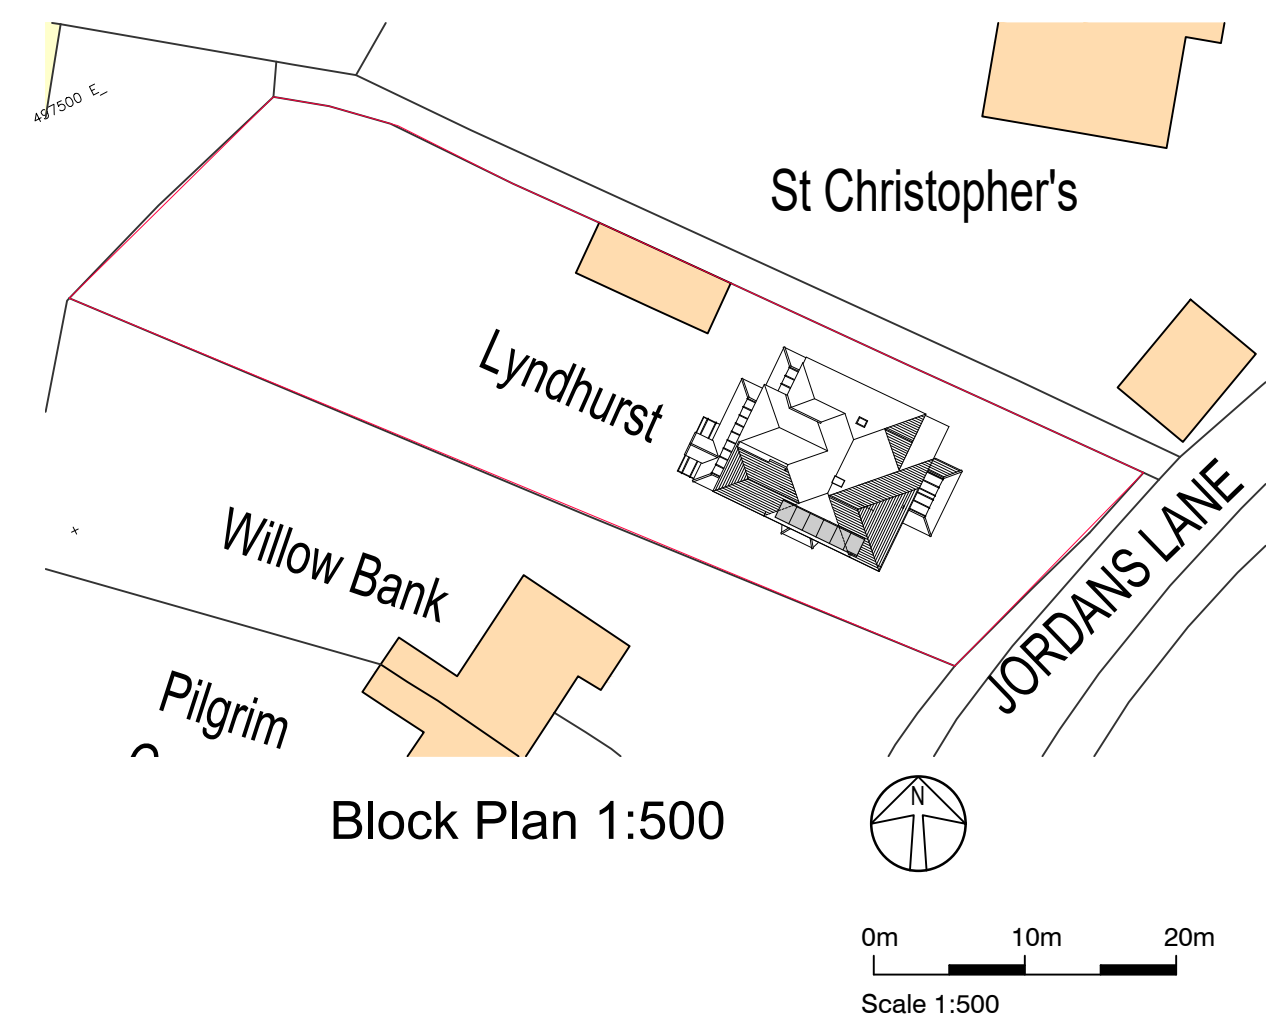 497500 E_
St Christopher's
Lyndhurst
Willow Bank
JORDANS LANE
Pilgrim
Block Plan 1:500
N
0m 10m 20m
Scale 1:500